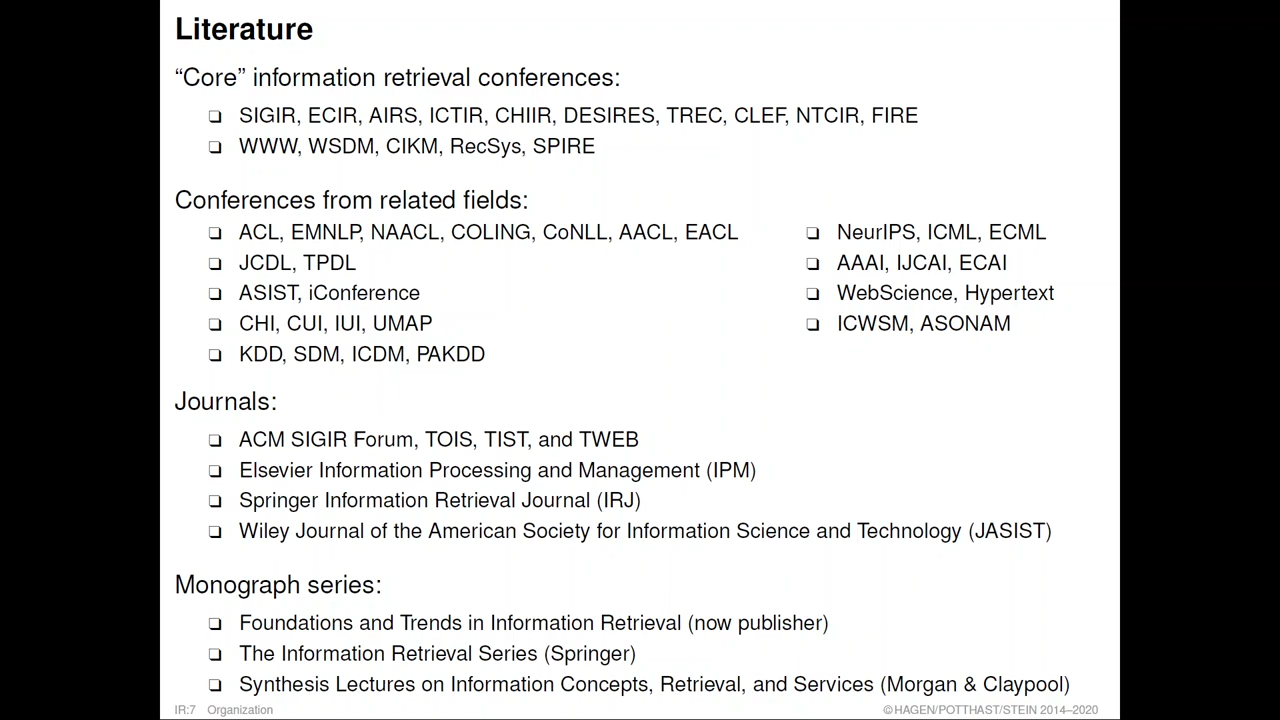 Literature
“Core” information retrieval conferences:
❏ SIGIR, ECIR, AIRS, ICTIR, CHIIR, DESIRES, TREC, CLEF, NTCIR, FIRE
❏ WWW, WSDM, CIKM, RecSys, SPIRE
Conferences from related fields:
❏ ACL, EMNLP, NAACL, COLING, CoNLL, AACL, EACL
❏ JCDL, TPDL
❏ ASIST, iConference
❏ CHI, CUI, IUI, UMAP
❏ KDD, SDM, ICDM, PAKDD
❏ NeurIPS, ICML, ECML
❏ AAAI, IJCAI, ECAI
❏ WebScience, Hypertext
❏ ICWSM, ASONAM
Journals:
❏ ACM SIGIR Forum, TOIS, TIST, and TWEB
❏ Elsevier Information Processing and Management (IPM)
❏ Springer Information Retrieval Journal (IRJ)
❏ Wiley Journal of the American Society for Information Science and Technology (JASIST)
Monograph series:
❏ Foundations and Trends in Information Retrieval (now publisher)
❏ The Information Retrieval Series (Springer)
❏ Synthesis Lectures on Information Concepts, Retrieval, and Services (Morgan & Claypool)
IR:7 Organization
© HAGEN/POTTHAST/STEIN 2014–2020